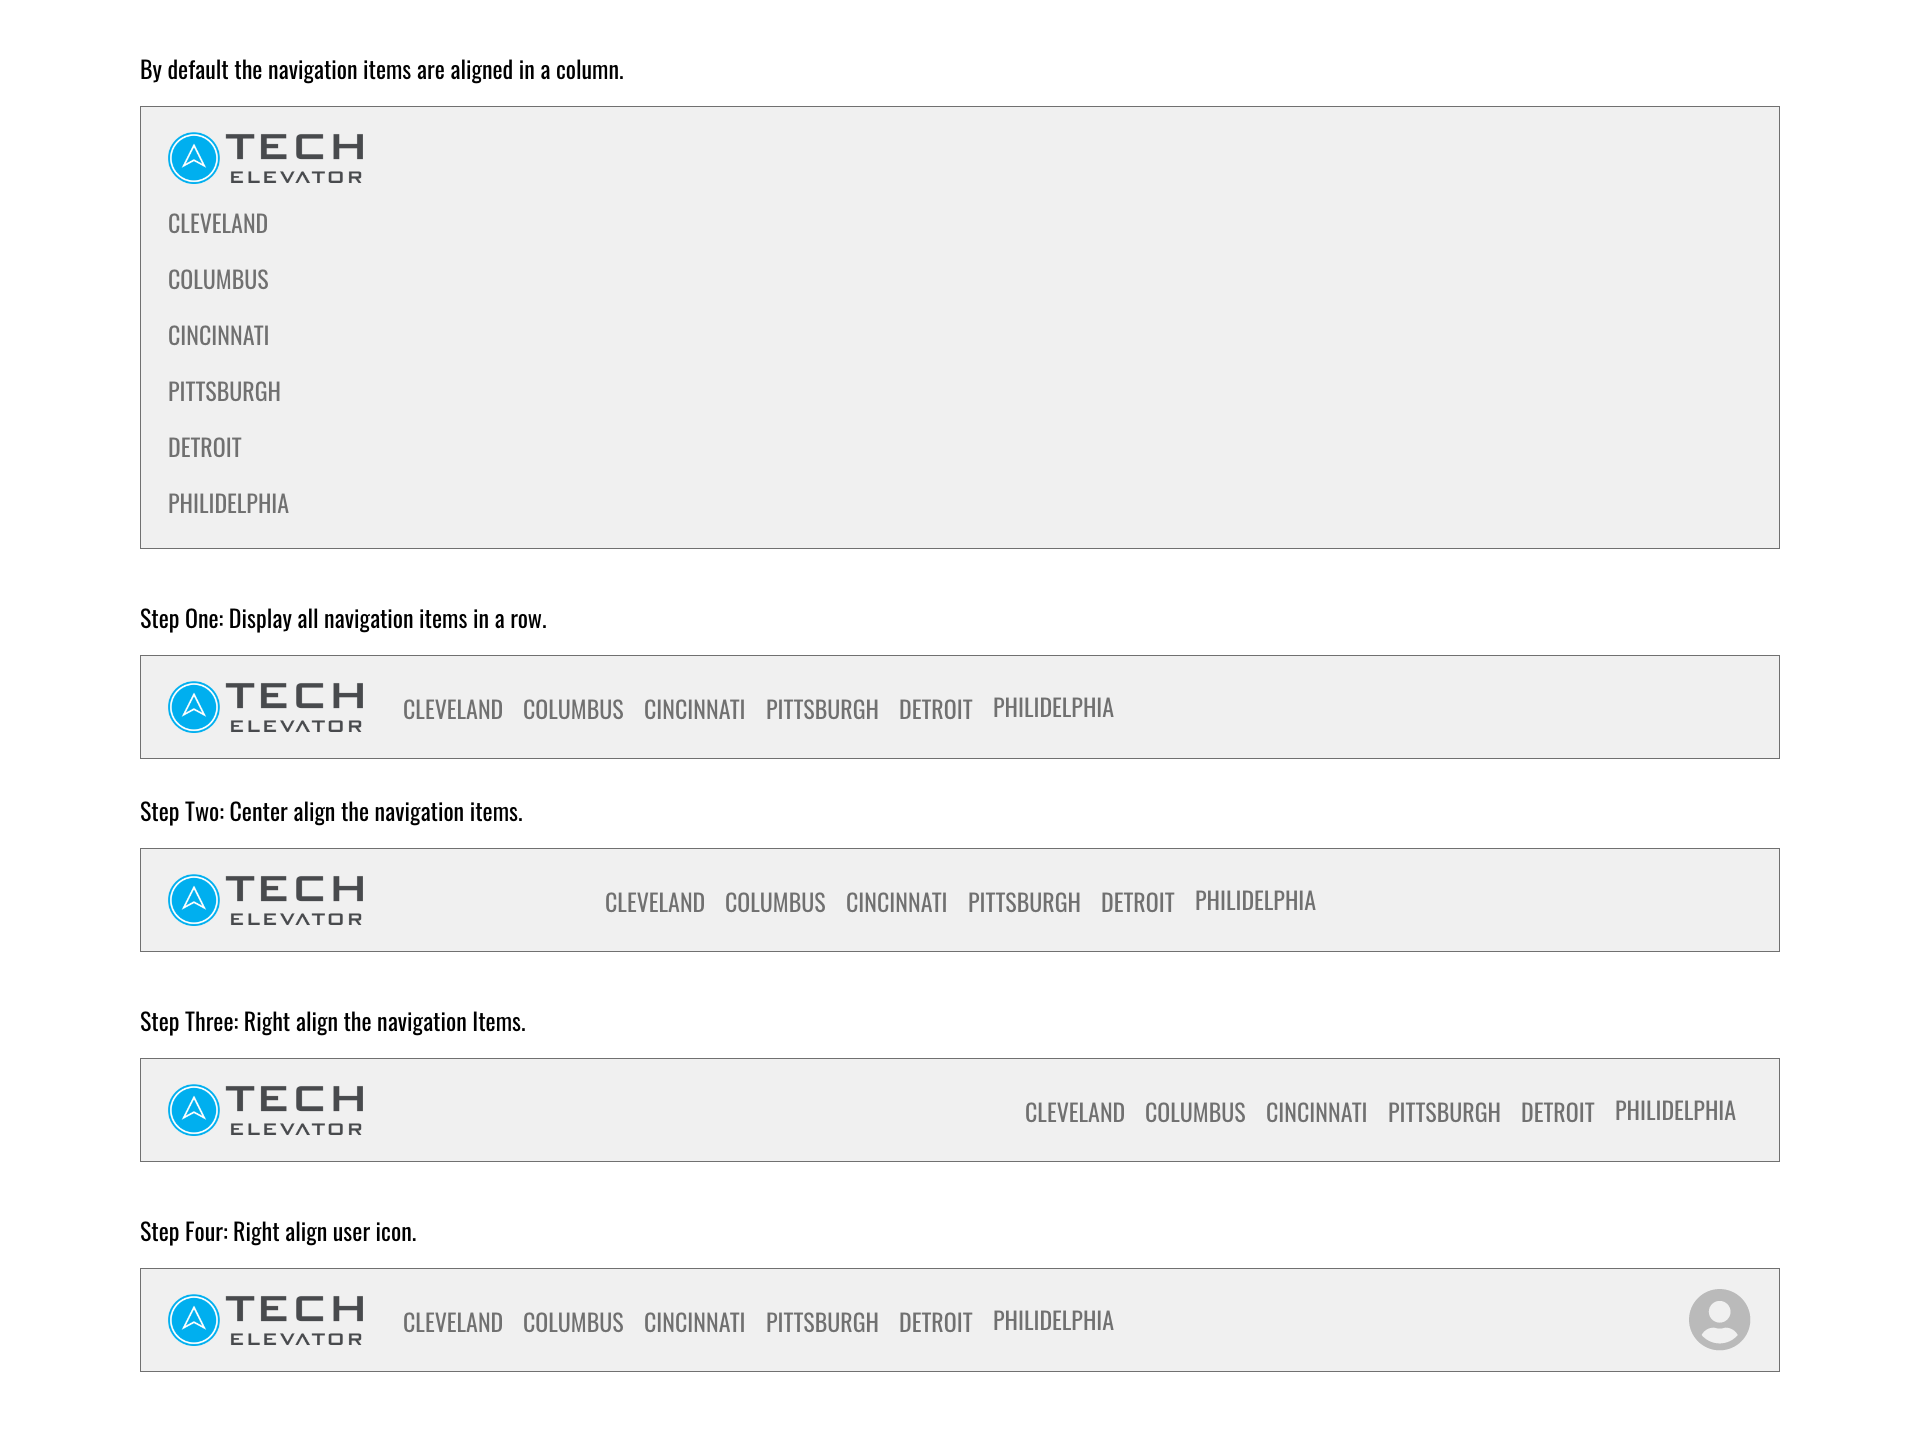 By default the navigation items are aligned in a column.
TECH
ELEVATOR
CLEVELAND
COLUMBUS
CINCINNATI
PITTSBURGH
DETROIT
PHILIDELPHIA
Step One: Display all navigation items in a row.
TECH
ELEVATOR
CLEVELAND COLUMBUS CINCINNATI PITTSBURGH DETROIT PHILIDELPHIA
Step Two: Center align the navigation items.
TECH
ELEVATOR
CLEVELAND COLUMBUS CINCINNATI PITTSBURGH DETROIT PHILIDELPHIA
Step Three: Right align the navigation Items.
TECH
ELEVATOR
CLEVELAND COLUMBUS CINCINNATI PITTSBURGH DETROIT PHILIDELPHIA
Step Four: Right align user icon.
TECH
ELEVATOR
CLEVELAND COLUMBUS CINCINNATI PITTSBURGH DETROIT PHILIDELPHIA